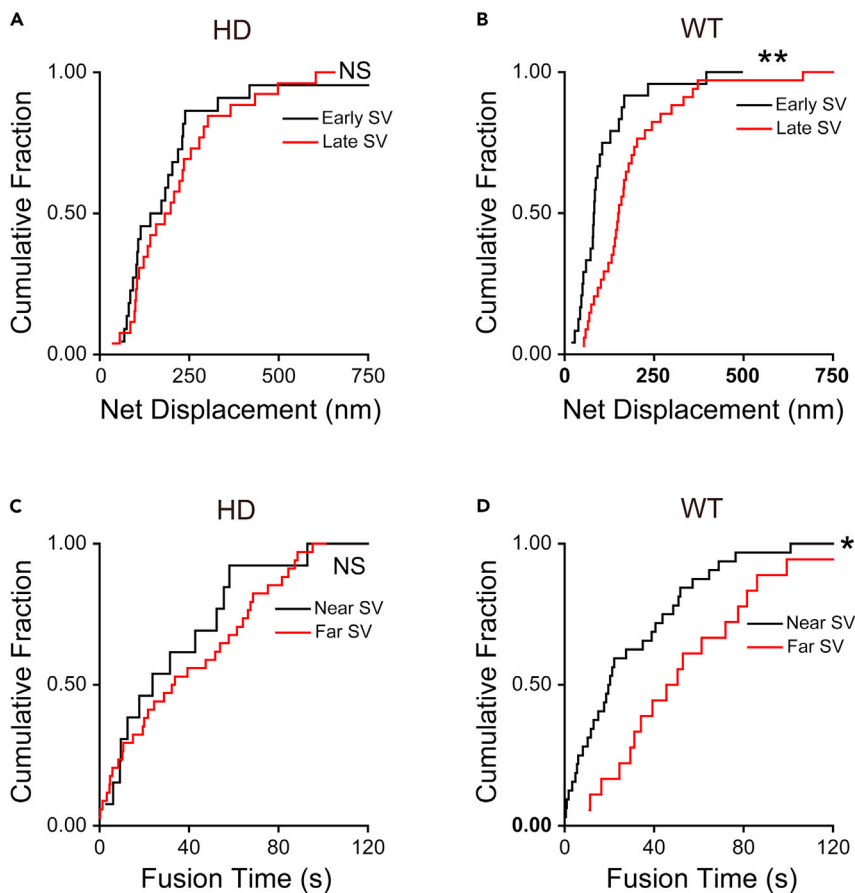 A
HD
NS
1.00
0.50
0.00
Cumulative Fraction
Early SV
Late SV
0
250
500
750
Net Displacement (nm)
B
WT
**
1.00
0.50
0.00
Cumulative Fraction
Early SV
Late SV
0
250
500
750
Net Displacement (nm)
C
HD
NS
1.00
0.50
0.00
Cumulative Fraction
Near SV
Far SV
0
40
80
120
Fusion Time (s)
D
WT
*
1.00
0.50
0.00
Cumulative Fraction
Near SV
Far SV
0
40
80
120
Fusion Time (s)